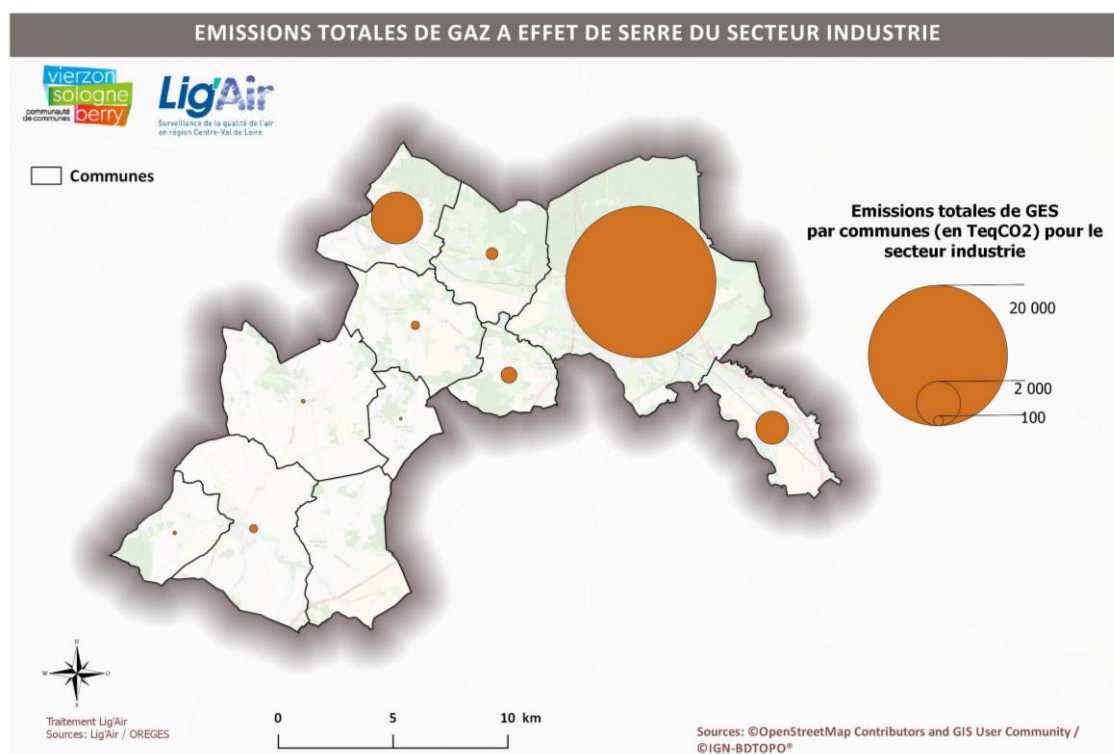 EMISSIONS TOTALES DE GAZ A EFFET DE SERRE DU SECTEUR INDUSTRIE
vierzon
sologne
communauté
de communes
berry
Lig'Air
Surveillance de la qualité de l'air
en région Centre-Val de Loire
Communes
Emissions totales de GES
par communes (en TeqCO2) pour le
secteur industrie
20 000
2 000
100
N
W
O
S
Traitement Lig'Air
Sources: Lig'Air / OREGES
0
5
10 km
Sources: ©OpenStreetMap Contributors and GIS User Community /
©IGN-BDTOPO®